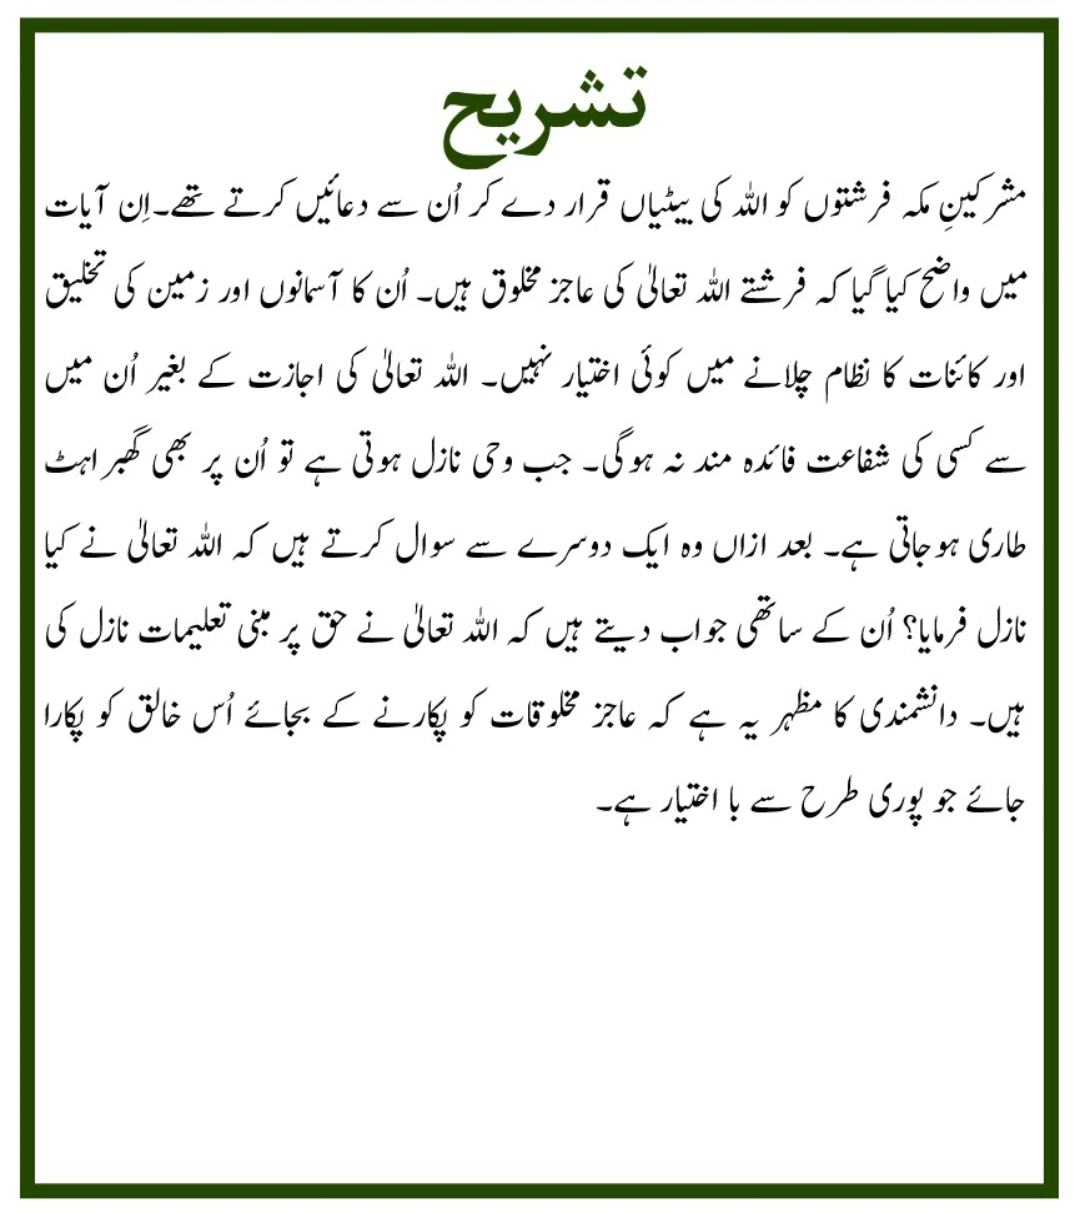 تشریح
مشرکینِ مکہ فرشتوں کو اللہ کی بیٹیاں قرار دے کر اُن سے دعائیں کرتے تھے۔اِن آیات
میں واضح کیا گیا کہ فرشتے اللہ تعالیٰ کی عاجز مخلوق ہیں۔ اُن کا آسمانوں اور زمین کی تخلیق
اور کائنات کا نظام چلانے میں کوئی اختیار نہیں۔ اللہ تعالیٰ کی اجازت کے بغیر اُن میں
سے کسی کی شفاعت فائدہ مند نہ ہوگی۔ جب وحی نازل ہوتی ہے تو اُن پر بھی گھبراہٹ
طاری ہوجاتی ہے۔ بعد ازاں وہ ایک دوسرے سے سوال کرتے ہیں کہ اللہ تعالیٰ نے کیا
نازل فرمایا؟ اُن کے ساتھی جواب دیتے ہیں کہ اللہ تعالیٰ نے حق پر مبنی تعلیمات نازل کی
ہیں۔ دانشمندی کا مظہر یہ ہے کہ عاجز مخلوقات کو پکارنے کے بجائے اُس خالق کو پکارا
جائے جو پوری طرح سے با اختیار ہے۔